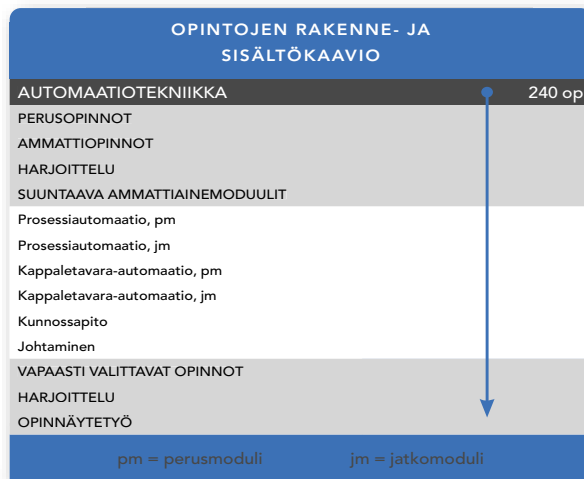 OPINTOJEN RAKENNE- JA
SISÄLTÖKAAVIO
AUTOMAATIOTEKNIIKKA 240 op
PERUSOPINNOT
AMMATTIOPINNOT
HARJOITTELU
SUUNTAAVA AMMATTIAINEMODUULIT
Prosessiautomaatio, pm
Prosessiautomaatio, jm
Kappaletavara-automaatio, pm
Kappaletavara-automaatio, jm
Kunnossapito
Johtaminen
VAPAASTI VALITTAVAT OPINNOT
HARJOITTELU
OPINNÄYTETYÖ
pm = perusmoduli jm = jatkomoduli